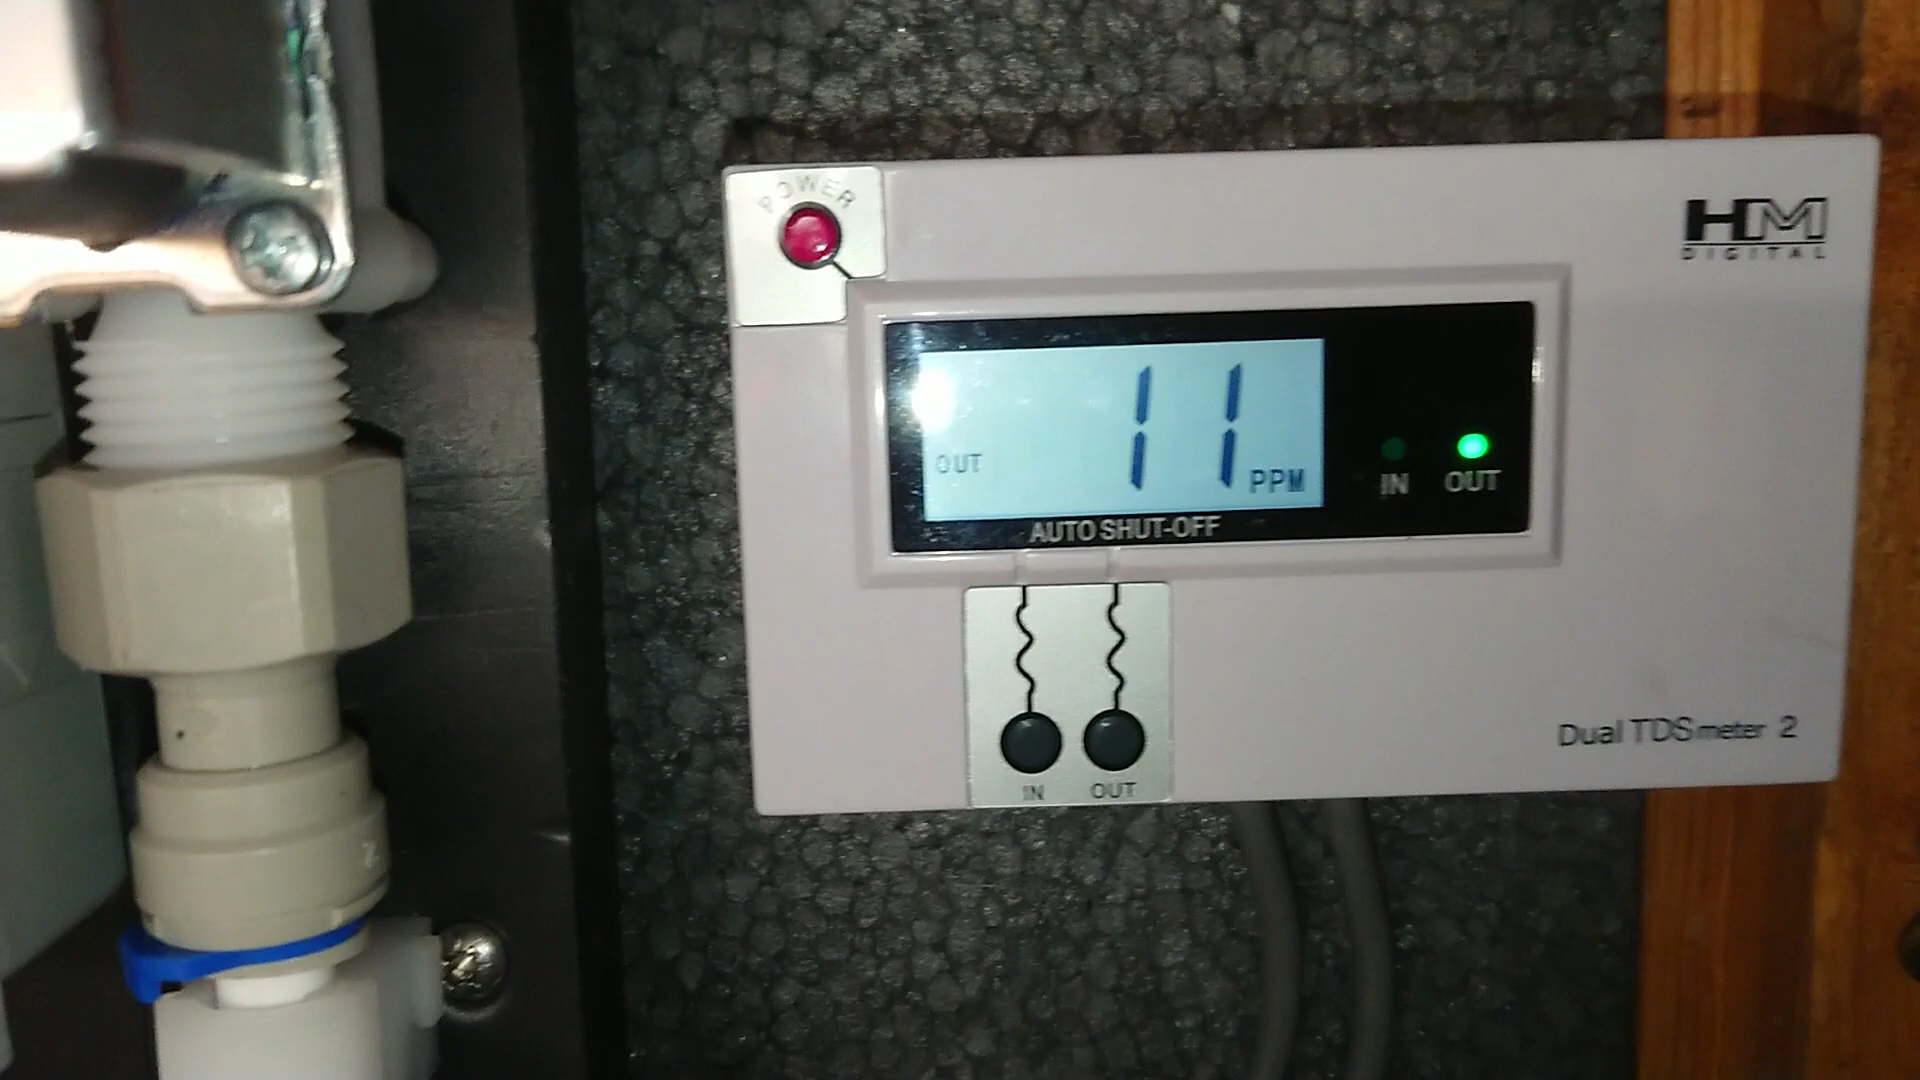 POWER
HM
DIGITAL
11
OUT
PPM
IN OUT
AUTO SHUT-OFF
IN OUT
Dual TDS meter 2